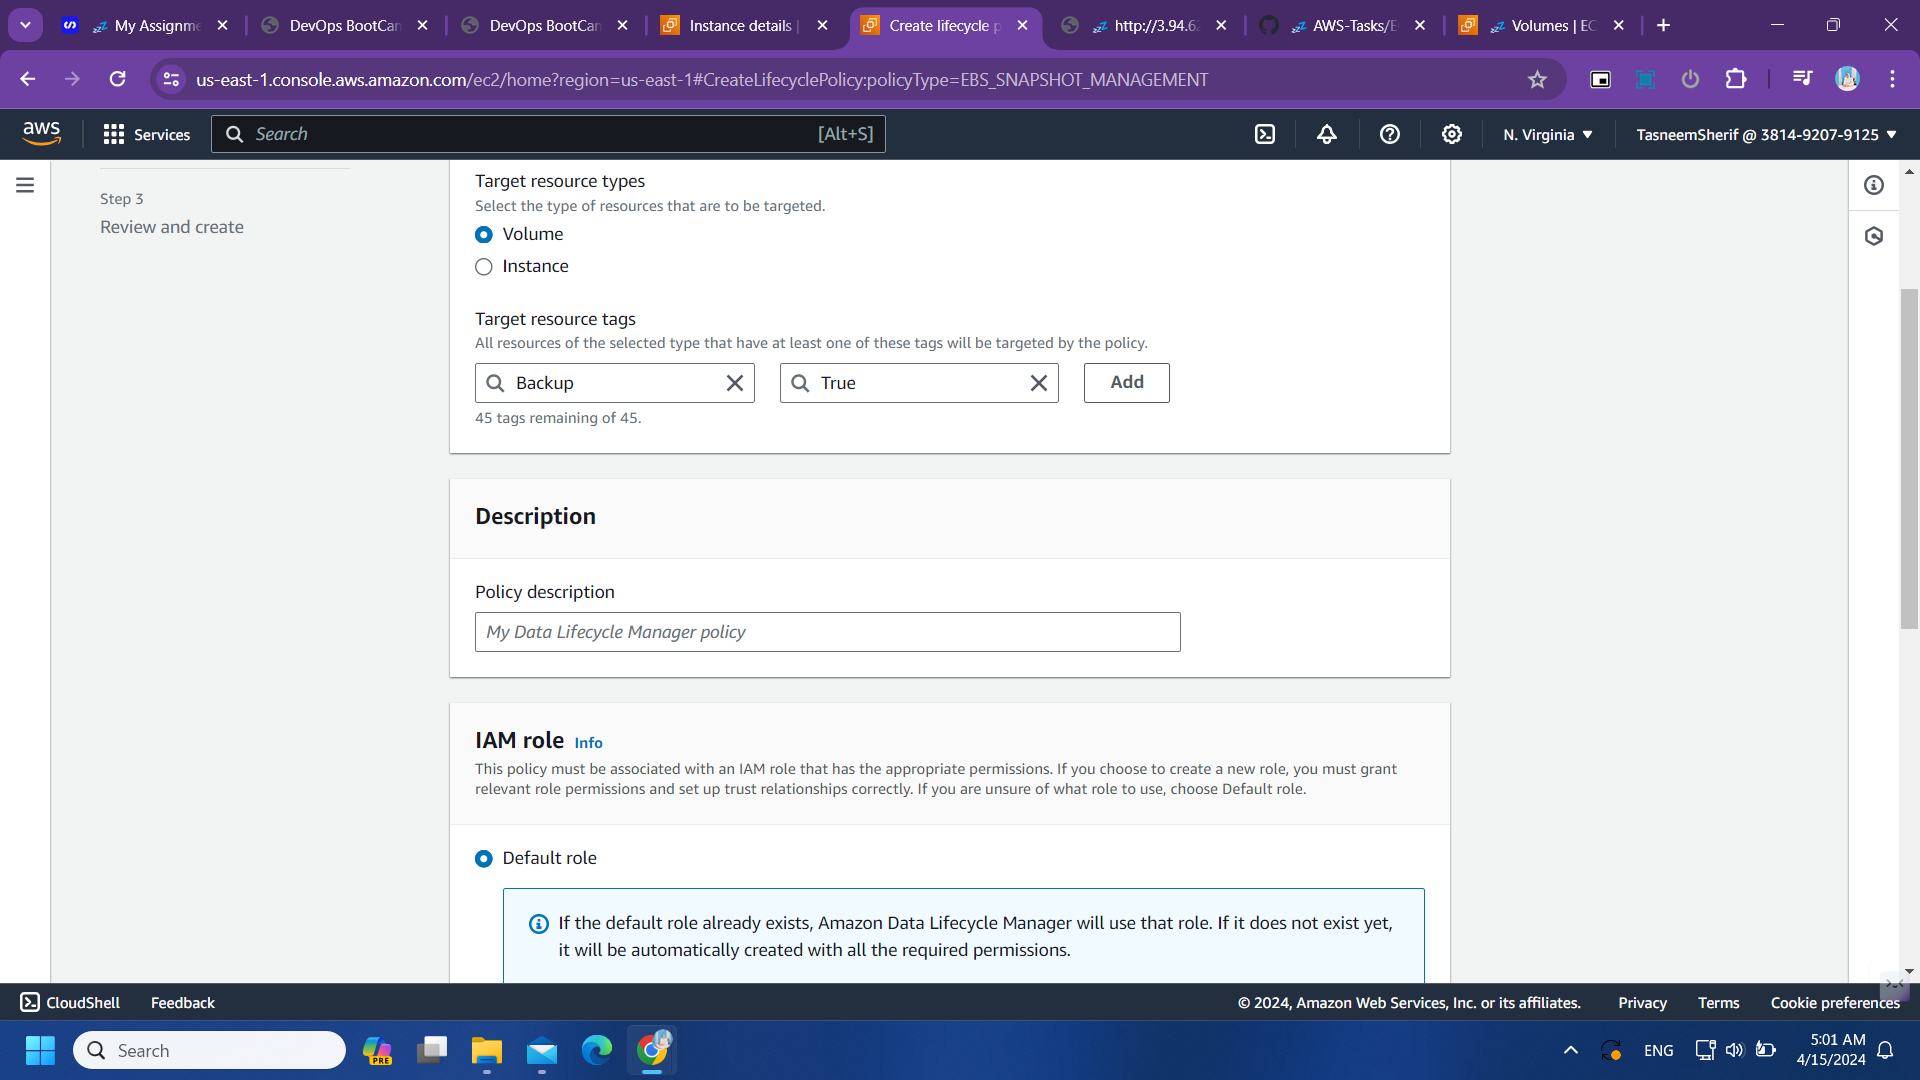 My Assignme
DevOps BootCan
DevOps BootCan
Instance details |
Create lifecycle p
http://3.94.62
AWS-Tasks/E
Volumes | EC
us-east-1.console.aws.amazon.com/ec2/home?region=us-east-1#CreateLifecyclePolicy:policyType=EBS_SNAPSHOT_MANAGEMENT
aws
Services
Search
[Alt+S]
N. Virginia
TasneemSherif @ 3814-9207-9125
Step 3
Review and create
Target resource types
Select the type of resources that are to be targeted.
Volume
Instance
Target resource tags
All resources of the selected type that have at least one of these tags will be targeted by the policy.
Backup
True
Add
45 tags remaining of 45.
Description
Policy description
My Data Lifecycle Manager policy
IAM role Info
This policy must be associated with an IAM role that has the appropriate permissions. If you choose to create a new role, you must grant
relevant role permissions and set up trust relationships correctly. If you are unsure of what role to use, choose Default role.
Default role
If the default role already exists, Amazon Data Lifecycle Manager will use that role. If it does not exist yet,
it will be automatically created with all the required permissions.
CloudShell
Feedback
© 2024, Amazon Web Services, Inc. or its affiliates.
Privacy
Terms
Cookie preferences
Search
PRE
ENG
5:01 AM
4/15/2024